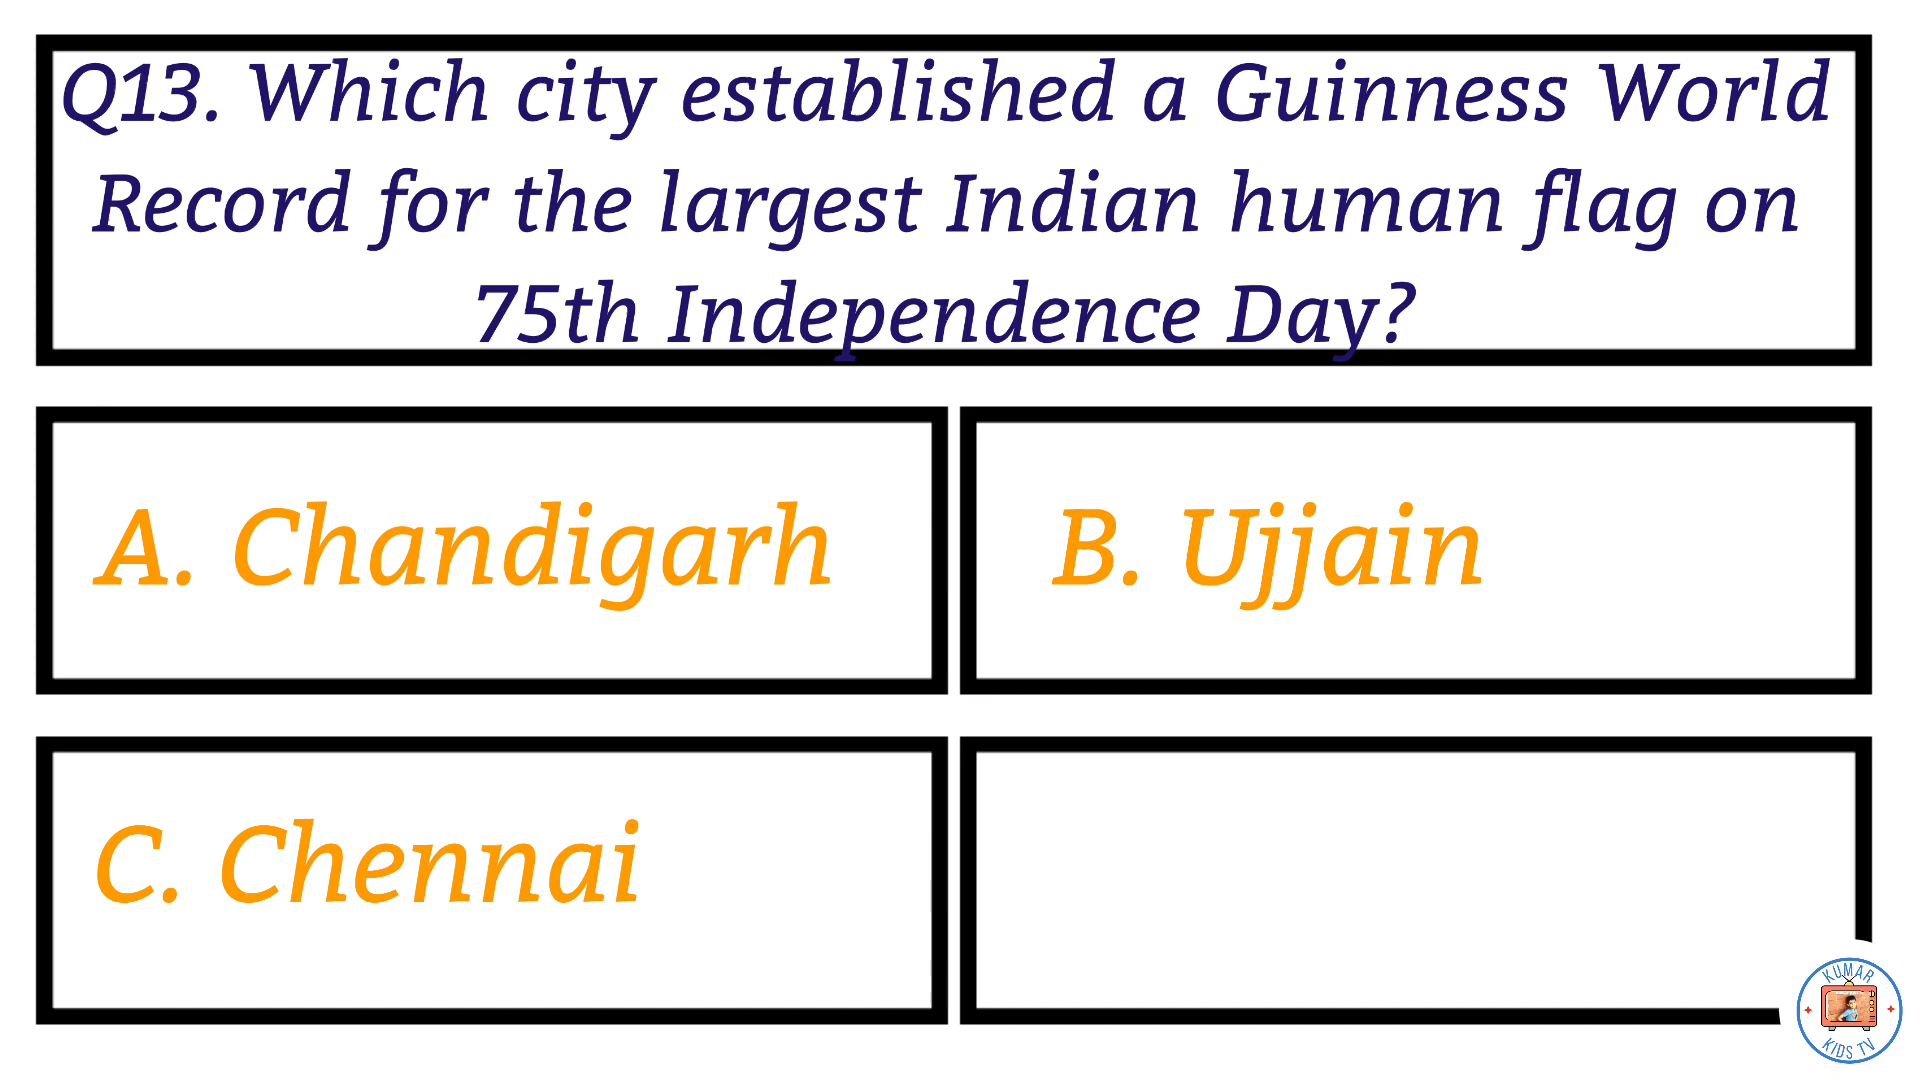 Q13. Which city established a Guinness World
Record for the largest Indian human flag on
75th Independence Day?
A. Chandigarh
B. Ujjain
C. Chennai
KUMAR
KIDS TV